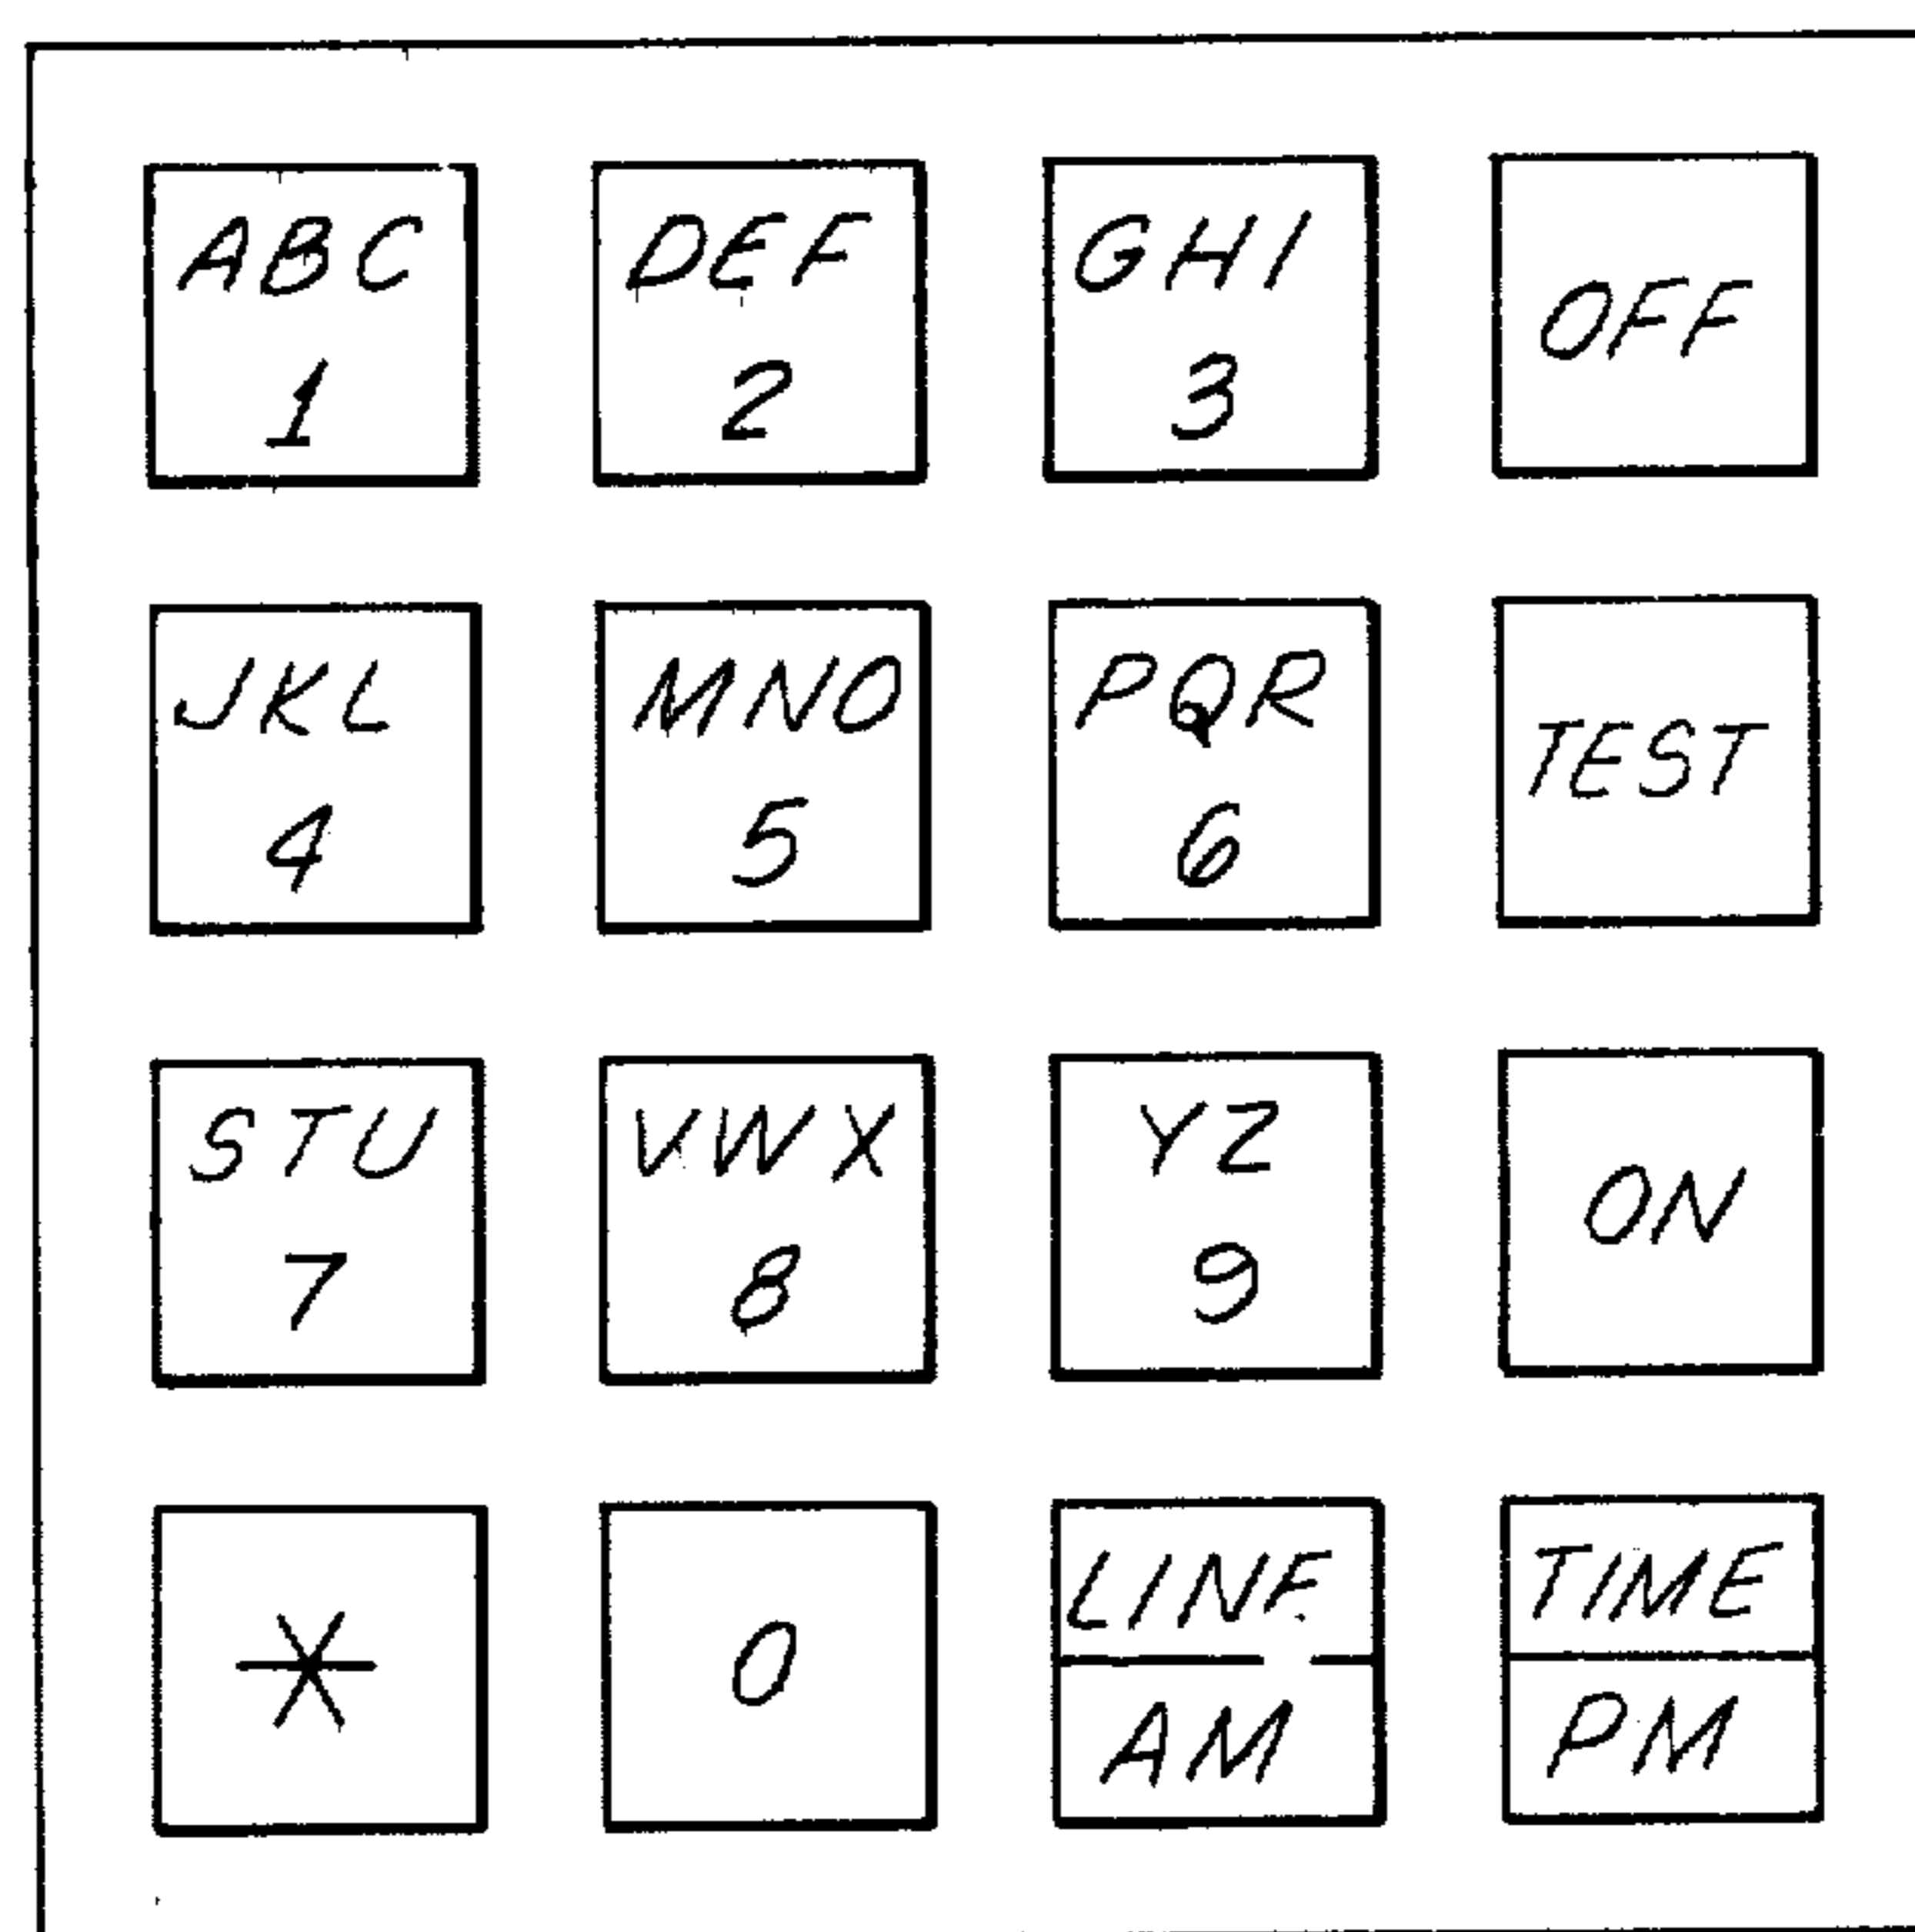 ABC
1
DEF
2
GHI
3
OFF
JKL
4
MNO
5
PQR
6
TEST
STU
7
VWX
8
YZ
9
ON
*
0
LINE
AM
TIME
PM